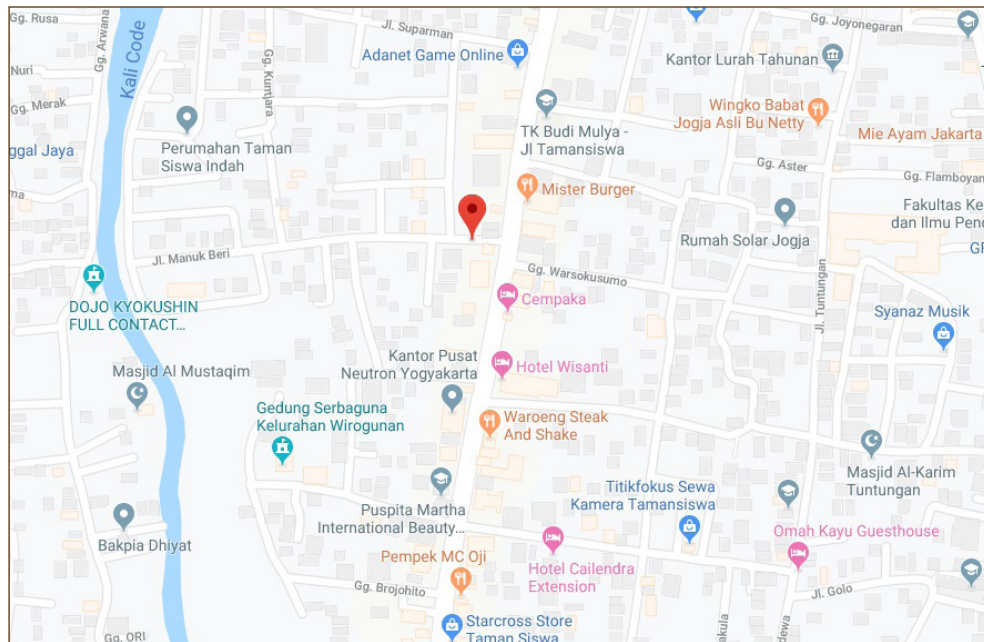 Gg. Rusa
Gg. Arwana
Kali Code
Jl. Suparman
Gg. Joyonegaran
Adanet Game Online
Kantor Lurah Tahunan
Nuri
Gg. Merak
Gg. Kuntjara
Wingko Babat
Jogja Asli Bu Netty
Mie Ayam Jakarta
TK Budi Mulya -
Jl Tamansiswa
ggal Jaya
Perumahan Taman
Siswa Indah
Gg. Aster
Gg. Flamboyan
Mister Burger
ma
Fakultas Ke
dan Ilmu Pend
Rumah Solar Jogja
GF
Jl. Manuk Beri
Gg. Warsokusumo
DOJO KYOKUSHIN
FULL CONTACT...
Cempaka
Jl. Tuntungan
Syanaz Musik
Masjid Al Mustaqim
Kantor Pusat
Neutron Yogyakarta
Hotel Wisanti
Gedung Serbaguna
Kelurahan Wirogunan
Waroeng Steak
And Shake
Masjid Al-Karim
Tuntungan
Puspita Martha
International Beauty...
Titikfokus Sewa
Kamera Tamansiswa
Bakpia Dhiyat
Omah Kayu Guesthouse
Pempek MC Oji
Hotel Cailendra
Extension
Gg. Brojohito
Jl. Golo
Starcross Store
Taman Siswa
Gg. ORI
akula
dewa